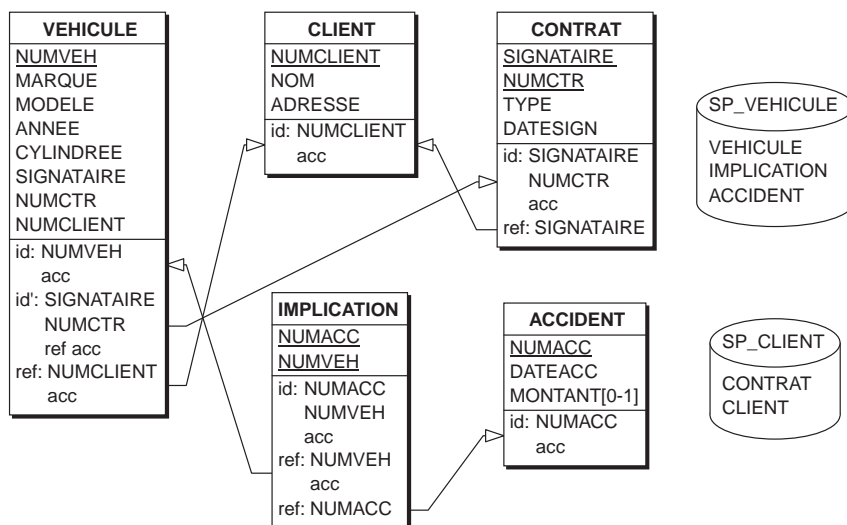 VEHICULE
NUMVEH
MARQUE
MODELE
ANNEE
CYLINDREE
SIGNATAIRE
NUMCTR
NUMCLIENT
id: NUMVEH
acc
id': SIGNATAIRE
NUMCTR
ref acc
ref: NUMCLIENT
acc
CLIENT
NUMCLIENT
NOM
ADRESSE
id: NUMCLIENT
acc
CONTRAT
SIGNATAIRE
NUMCTR
TYPE
DATESIGN
id: SIGNATAIRE
NUMCTR
acc
ref: SIGNATAIRE
SP_VEHICULE
VEHICULE
IMPLICATION
ACCIDENT
IMPLICATION
NUMACC
NUMVEH
id: NUMACC
NUMVEH
acc
ref: NUMVEH
acc
ref: NUMACC
ACCIDENT
NUMACC
DATEACC
MONTANT[0-1]
id: NUMACC
acc
SP_CLIENT
CONTRAT
CLIENT